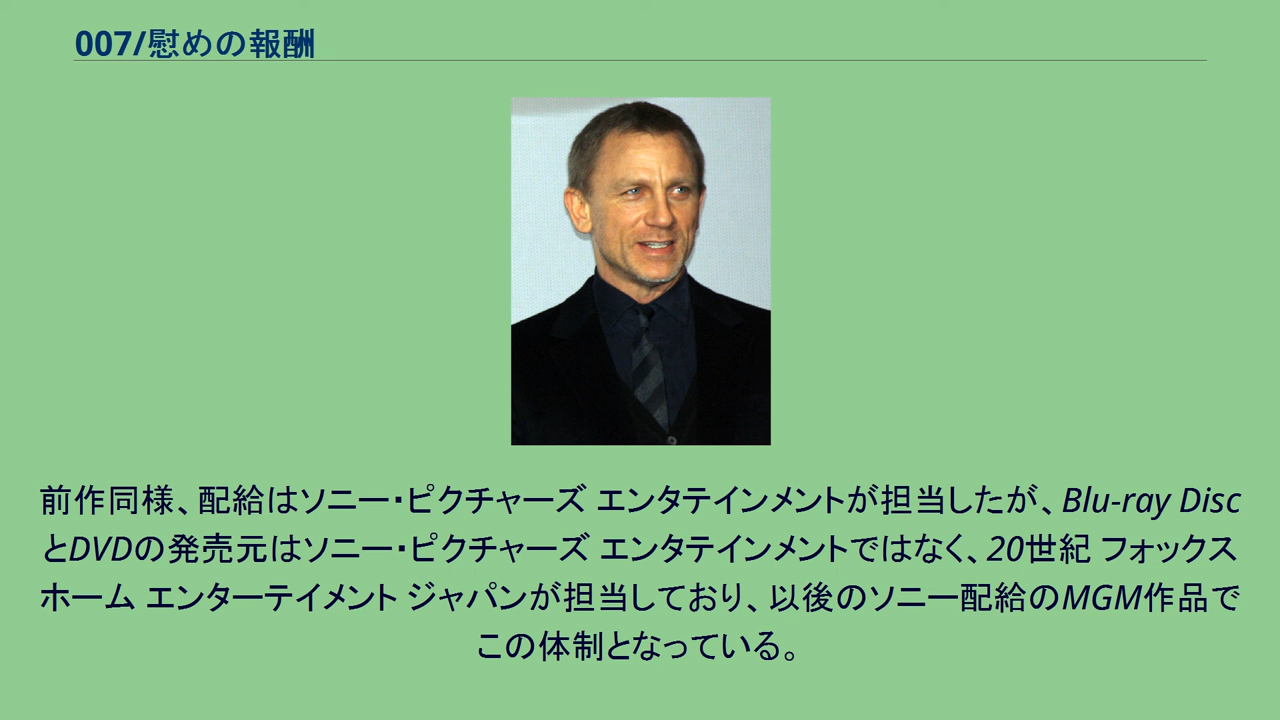 007/慰めの報酬
前作同様、配給はソニー・ピクチャーズ エンタテインメントが担当したが、Blu-ray Disc
とDVDの発売元はソニー・ピクチャーズ エンタテインメントではなく、20世紀 フォックス
ホーム エンターテイメント ジャパンが担当しており、以後のソニー配給のMGM作品で
この体制となっている。